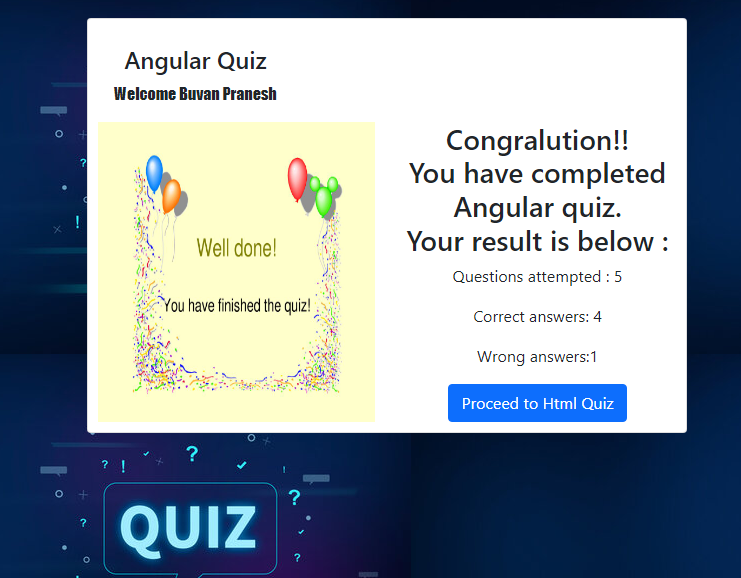 Angular Quiz
Welcome Buvan Pranesh
Well done!
You have finished the quiz!
Congralution!!
You have completed
Angular quiz.
Your result is below :
Questions attempted : 5
Correct answers: 4
Wrong answers:1
Proceed to Html Quiz
QUIZ